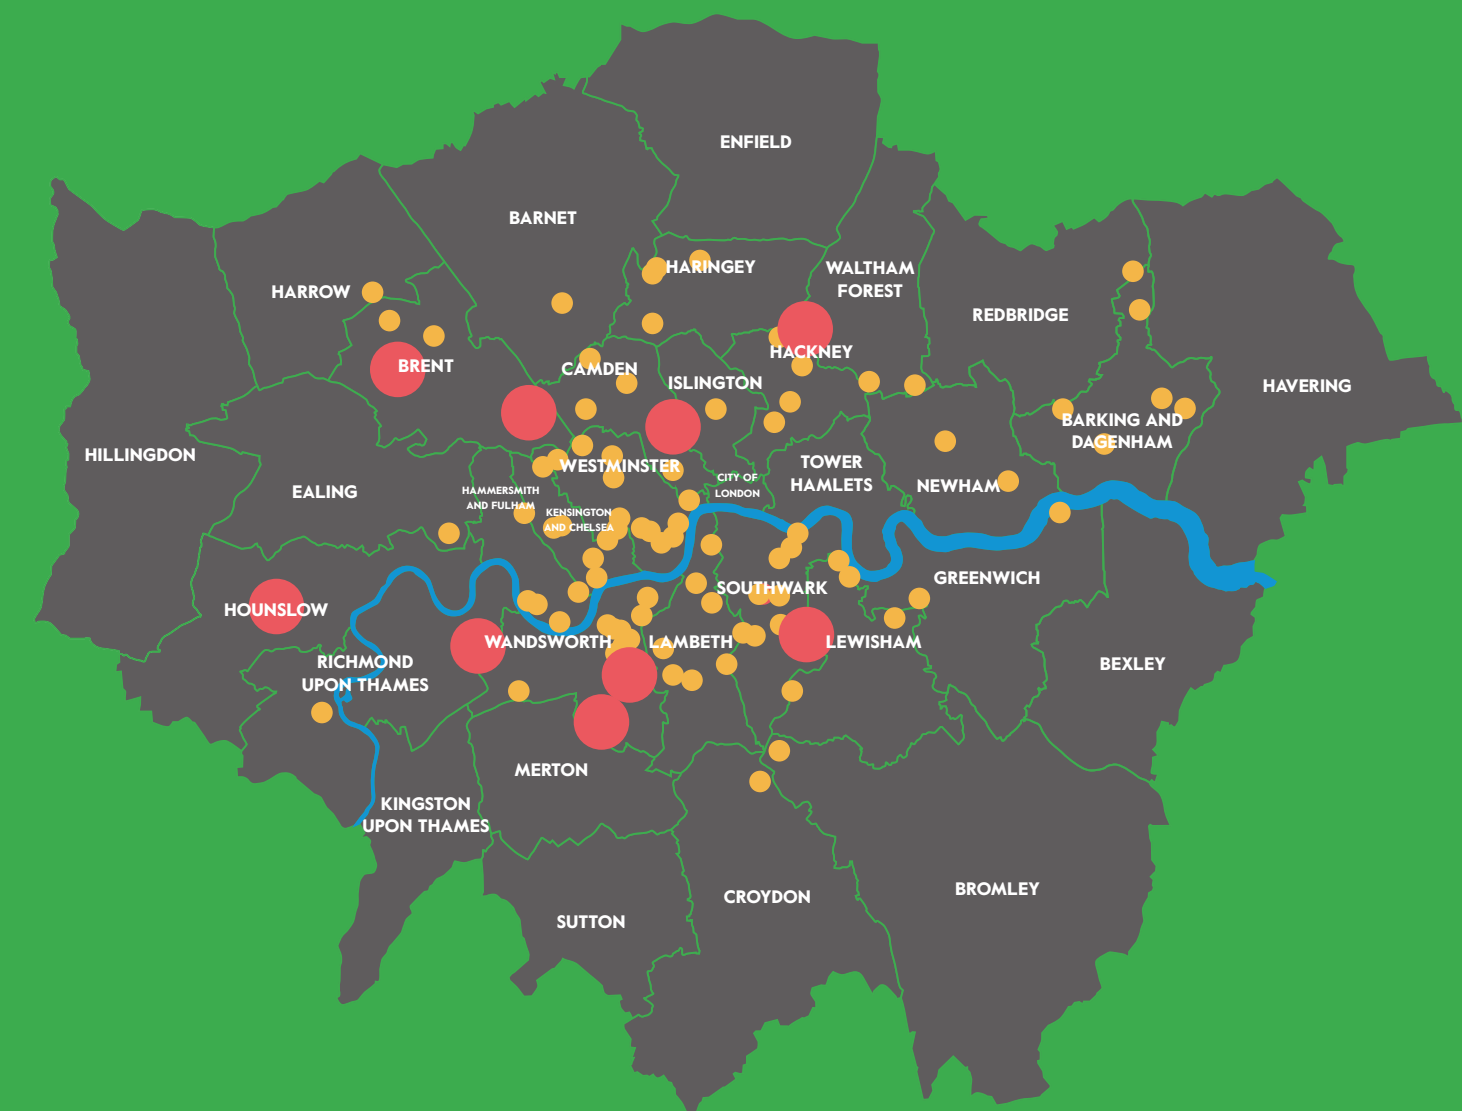 ENFIELD
BARNET
HARINGEY
WALTHAM
FOREST
HARROW
REDBRIDGE
HACKNEY
BRENT
CAMDEN
ISLINGTON
HAVERING
BARKING AND
DAGENHAM
HILLINGDON
WESTMINSTER
TOWER
HAMLETS
CITY OF
LONDON
NEWHAM
EALING
HAMMERSMITH
AND FULHAM
KENSINGTON
AND CHELSEA
GREENWICH
SOUTHWARK
HOUNSLOW
WANDSWORTH
LAMBETH
LEWISHAM
RICHMOND
UPON THAMES
BEXLEY
MERTON
KINGSTON
UPON THAMES
BROMLEY
CROYDON
SUTTON